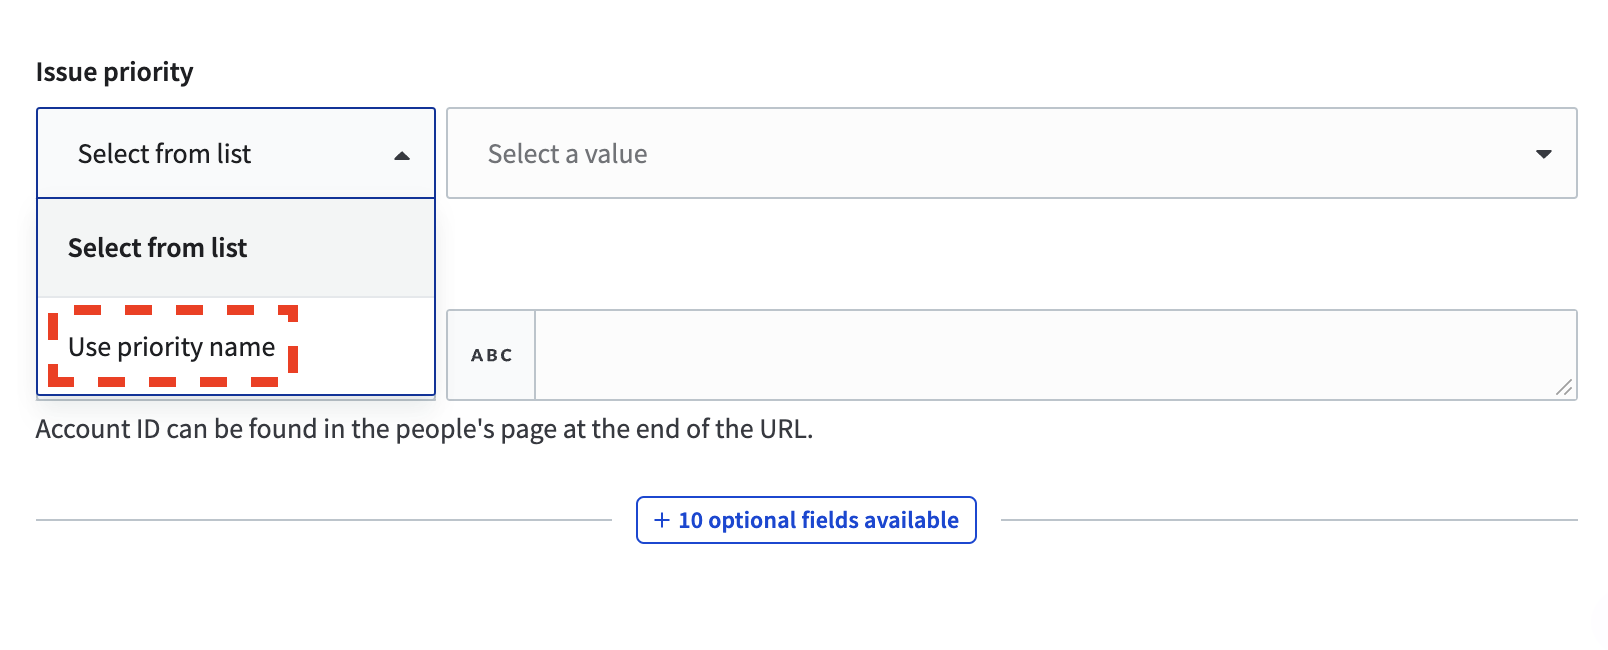 Issue priority
Select from list
Select a value
Select from list
Use priority name
ABC
Account ID can be found in the people's page at the end of the URL.
+ 10 optional fields available